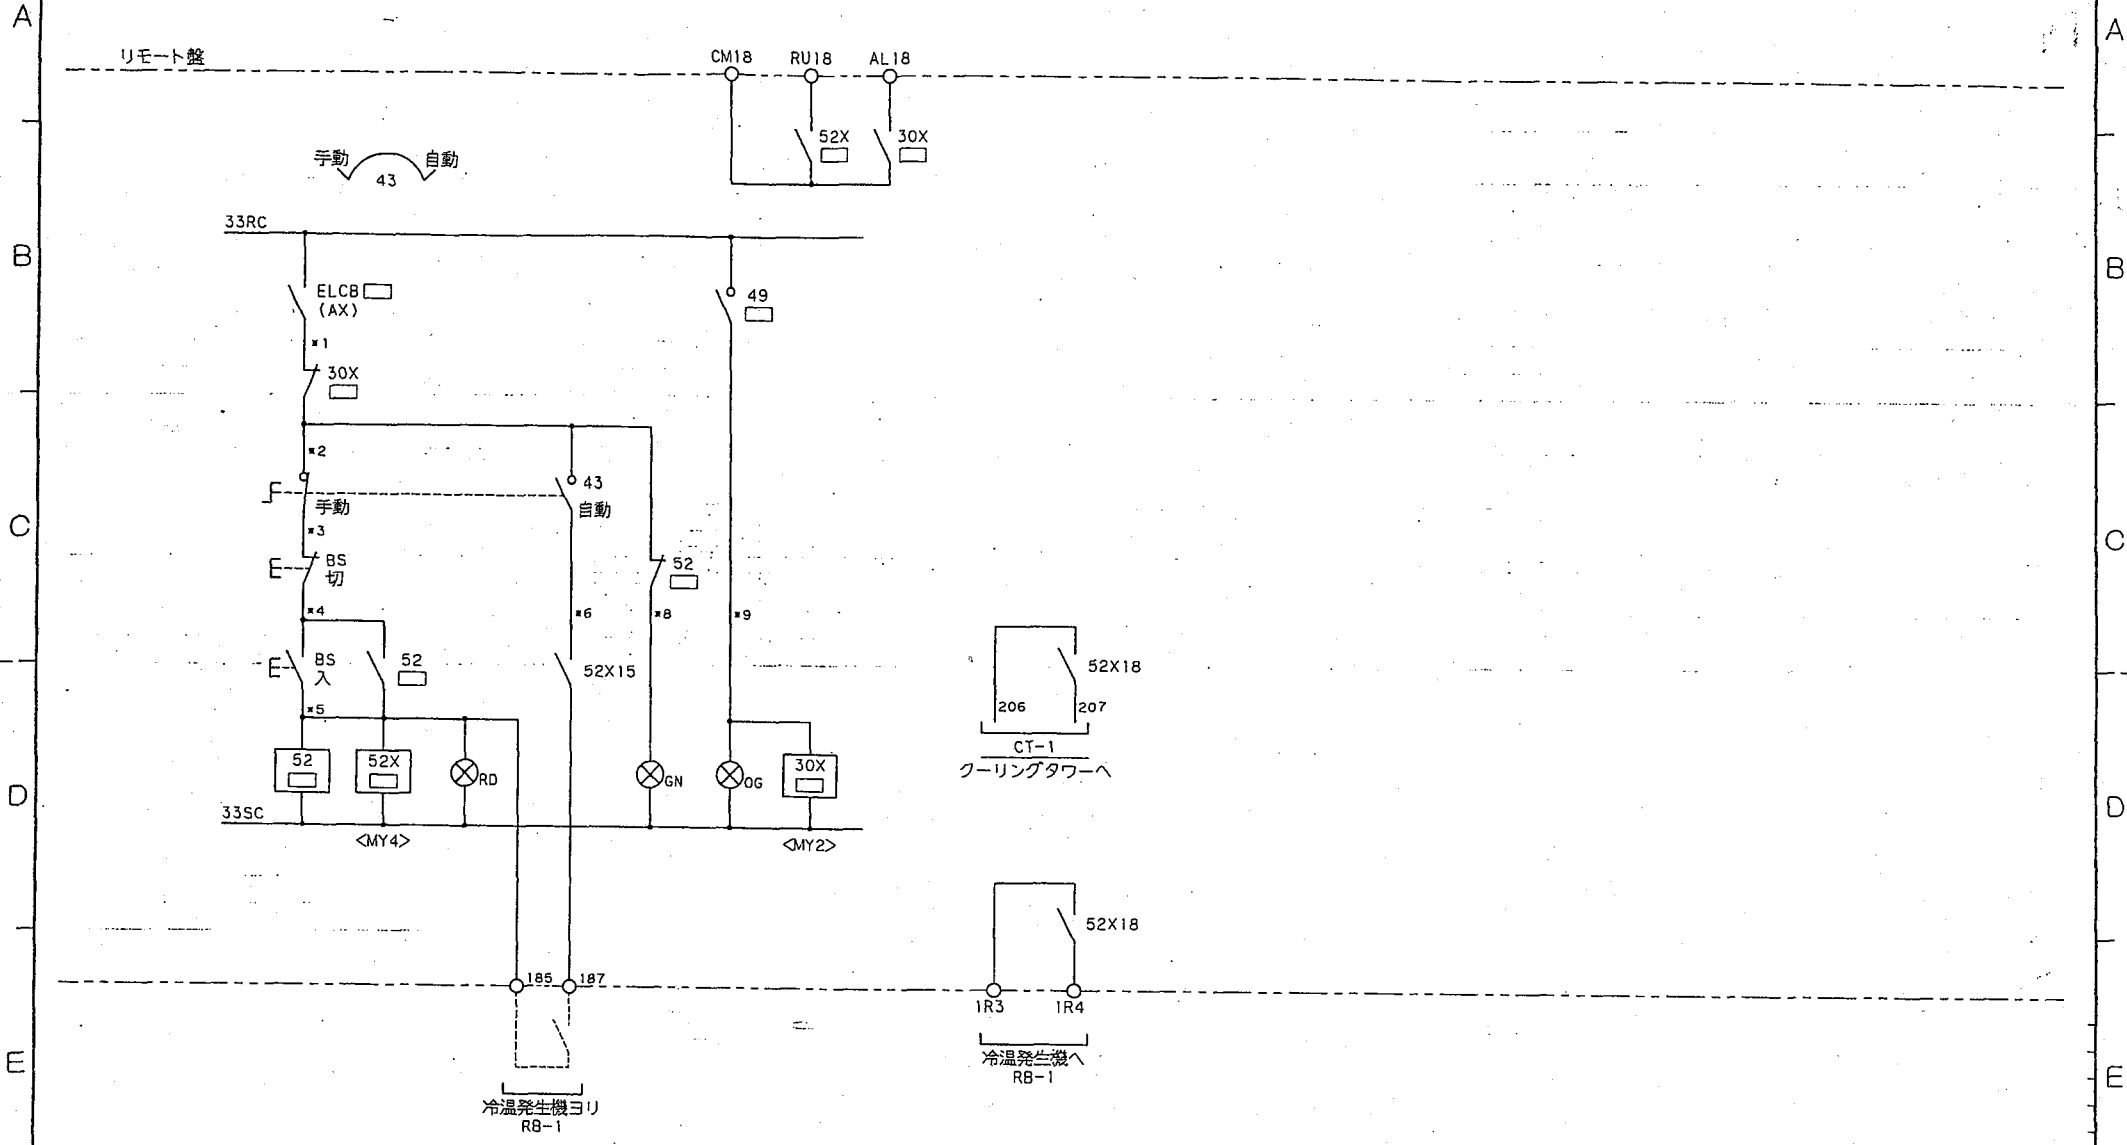 A
A
リモート盤
CM18
RU18
AL18
52X
30X
手動
自動
43
33RC
B
B
ELCB
(AX)
49
*1
30X
*2
43
手動
自動
C
C
*3
BS
切
52
*4
*6
*8
*9
BS
入
52
52X15
52X18
*5
206
207
CT-1
クーリングタワーへ
52
52X
RD
GN
OG
30X
D
D
33SC
<MY4>
<MY2>
52X18
185
187
1R3
1R4
E
E
冷温発生機へ
RB-1
冷温発生機ヨリ
RB-1